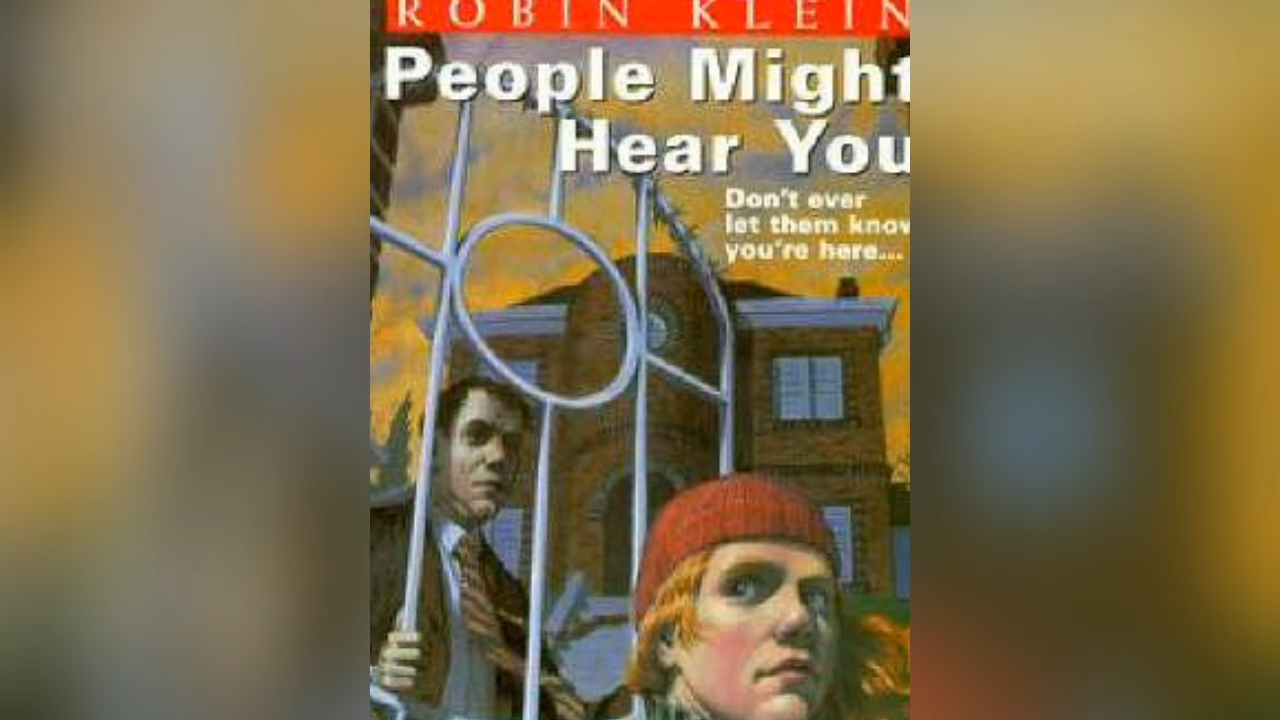 ROBIN KLEIN
People Might
Hear You
Don't ever
let them know
you're here...